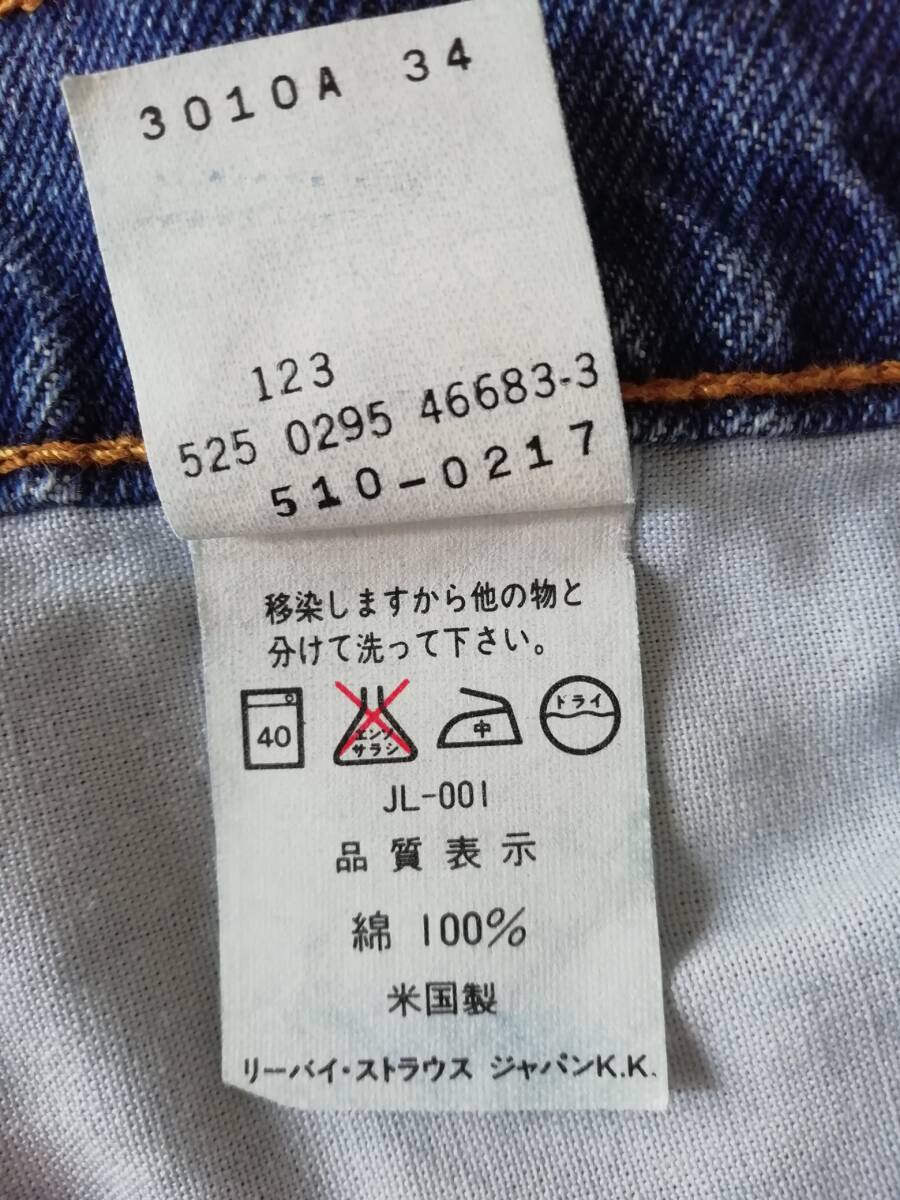 3010A 34
123
525 0295 46683-3
510-0217
移染しますから他の物と
分けて洗って下さい。
40
エンソ
サラシ
中
ドライ
JL-001
品質表示
綿 100%
米国製
リーバイ・ストラウス ジャパンK.K.